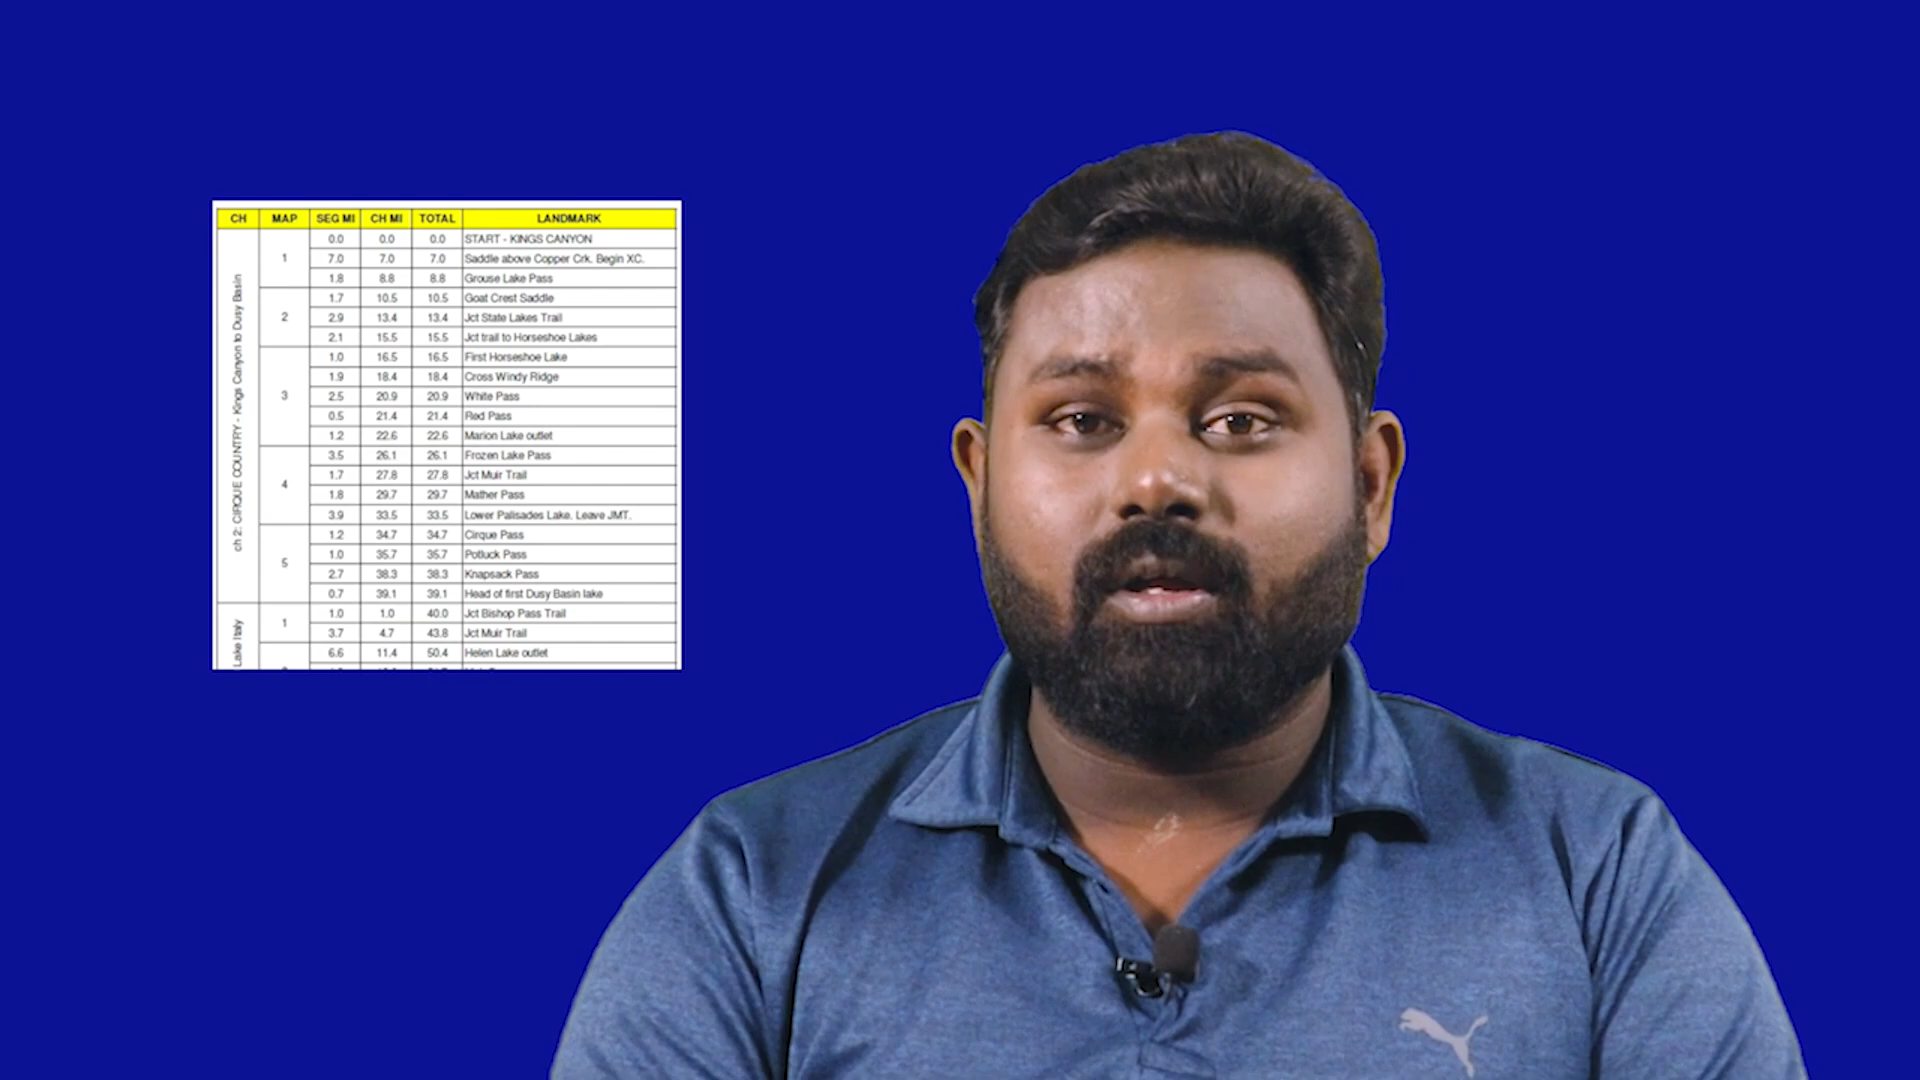 CH MAP SEG MI CH MI TOTAL LANDMARK
ch 2: CIRQUE COUNTRY - Kings Canyon to Dusy Basin
1
0.0 0.0 0.0 START - KINGS CANYON
7.0 7.0 7.0 Saddle above Copper Crk. Begin XC.
1.8 8.8 8.8 Grouse Lake Pass
2
1.7 10.5 10.5 Goat Crest Saddle
2.9 13.4 13.4 Jct State Lakes Trail
2.1 15.5 15.5 Jct trail to Horseshoe Lakes
3
1.0 16.5 16.5 First Horseshoe Lake
1.9 18.4 18.4 Cross Windy Ridge
2.5 20.9 20.9 White Pass
0.5 21.4 21.4 Red Pass
1.2 22.6 22.6 Marion Lake outlet
4
3.5 26.1 26.1 Frozen Lake Pass
1.7 27.8 27.8 Jct Muir Trail
1.8 29.7 29.7 Mather Pass
3.9 33.5 33.5 Lower Palisades Lake. Leave JMT.
5
1.2 34.7 34.7 Cirque Pass
1.0 35.7 35.7 Potluck Pass
2.7 38.3 38.3 Knapsack Pass
0.7 39.1 39.1 Head of first Dusy Basin lake
Lake Italy
1
1.0 1.0 40.0 Jct Bishop Pass Trail
3.7 4.7 43.8 Jct Muir Trail
6.6 11.4 50.4 Helen Lake outlet